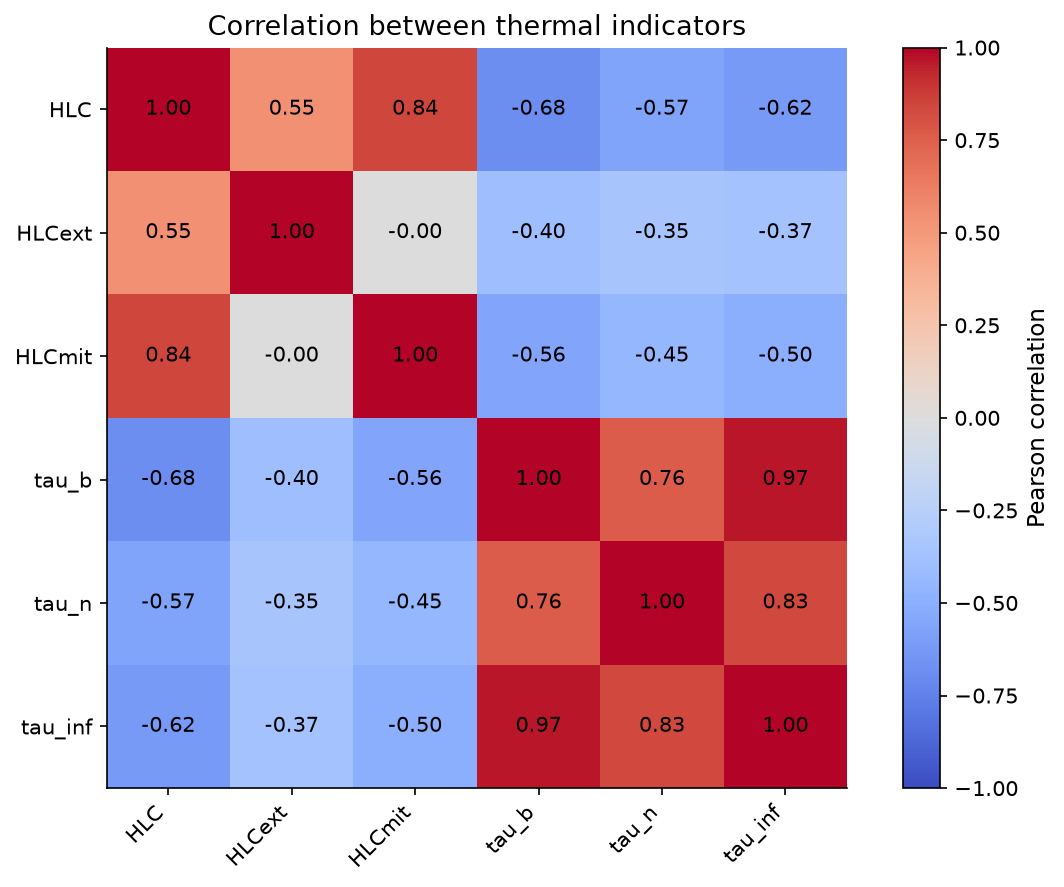 Correlation between thermal indicators
HLC 1.00 0.55 0.84 -0.68 -0.57 -0.62
HLCext 0.55 1.00 -0.00 -0.40 -0.35 -0.37
HLCmit 0.84 -0.00 1.00 -0.56 -0.45 -0.50
tau_b -0.68 -0.40 -0.56 1.00 0.76 0.97
tau_n -0.57 -0.35 -0.45 0.76 1.00 0.83
tau_inf -0.62 -0.37 -0.50 0.97 0.83 1.00
HLC HLCext HLCmit tau_b tau_n tau_inf
1.00
0.75
0.50
0.25
0.00
−0.25
−0.50
−0.75
−1.00
Pearson correlation